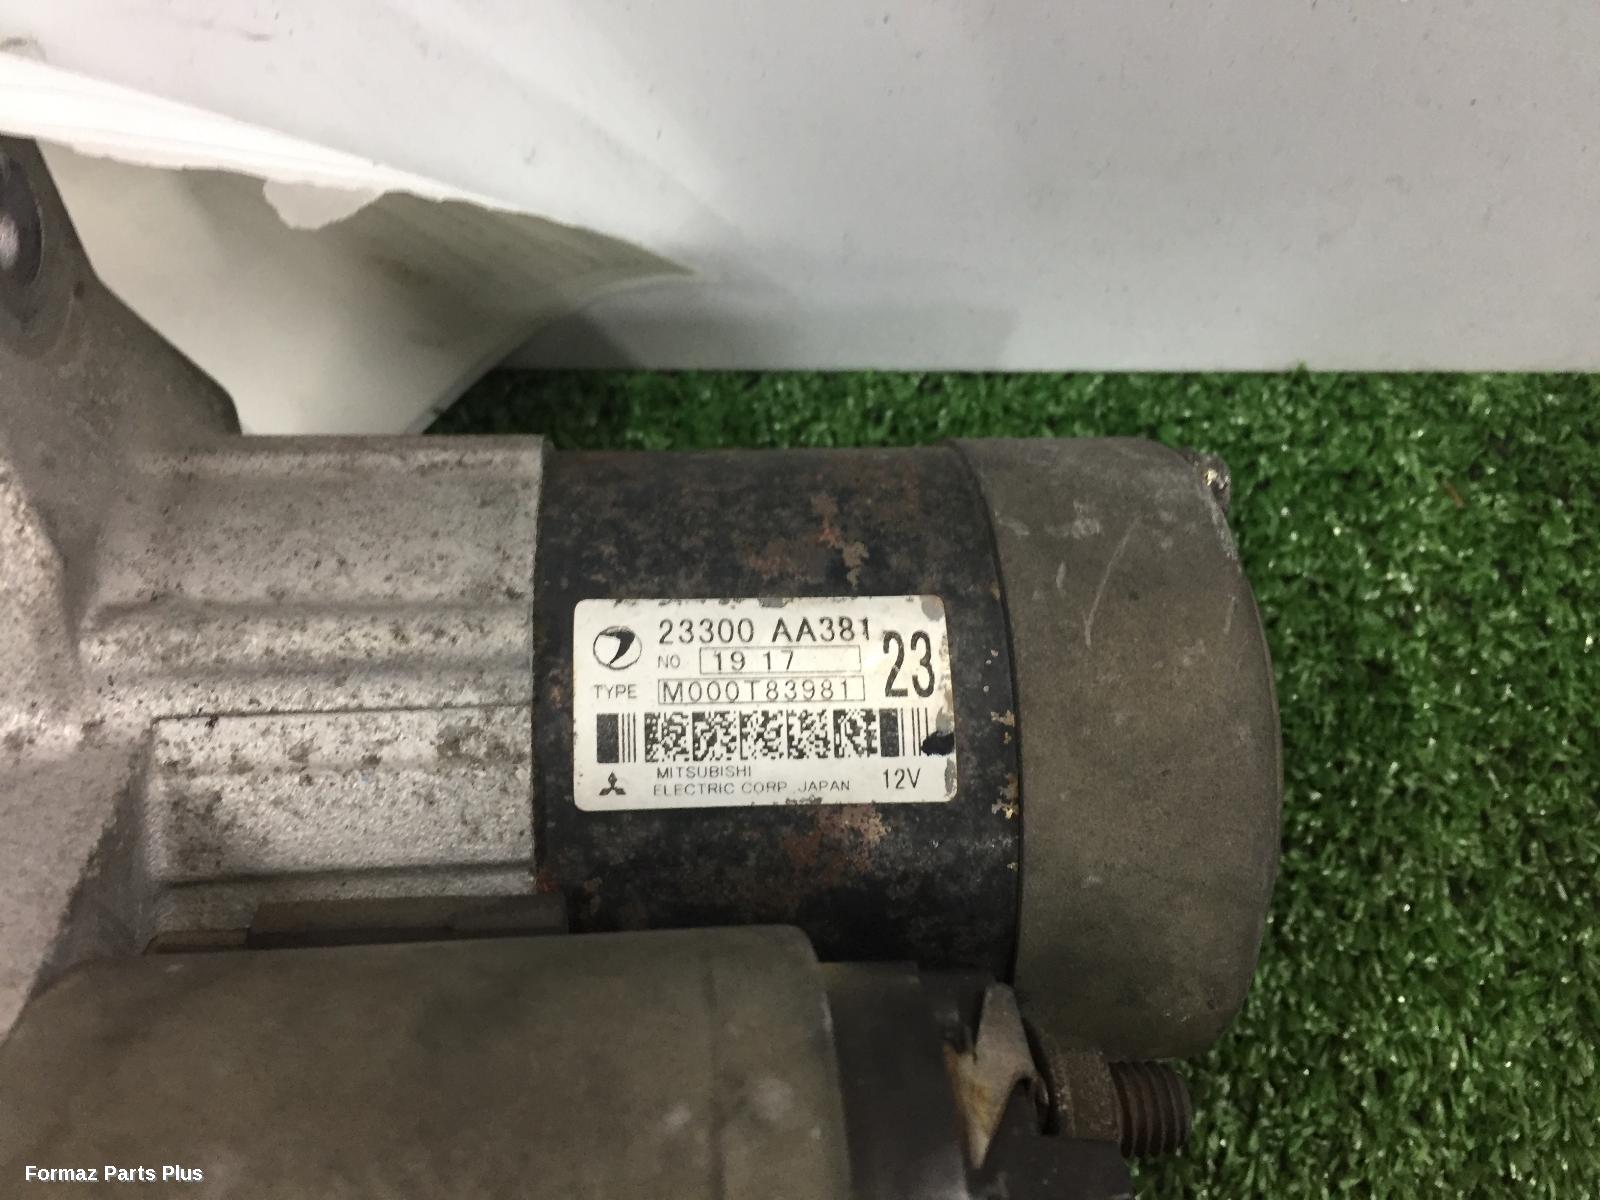 23300 AA381
NO 19 17
23
TYPE M000T83981
MITSUBISHI
ELECTRIC CORP. JAPAN
12V
Formaz Parts Plus